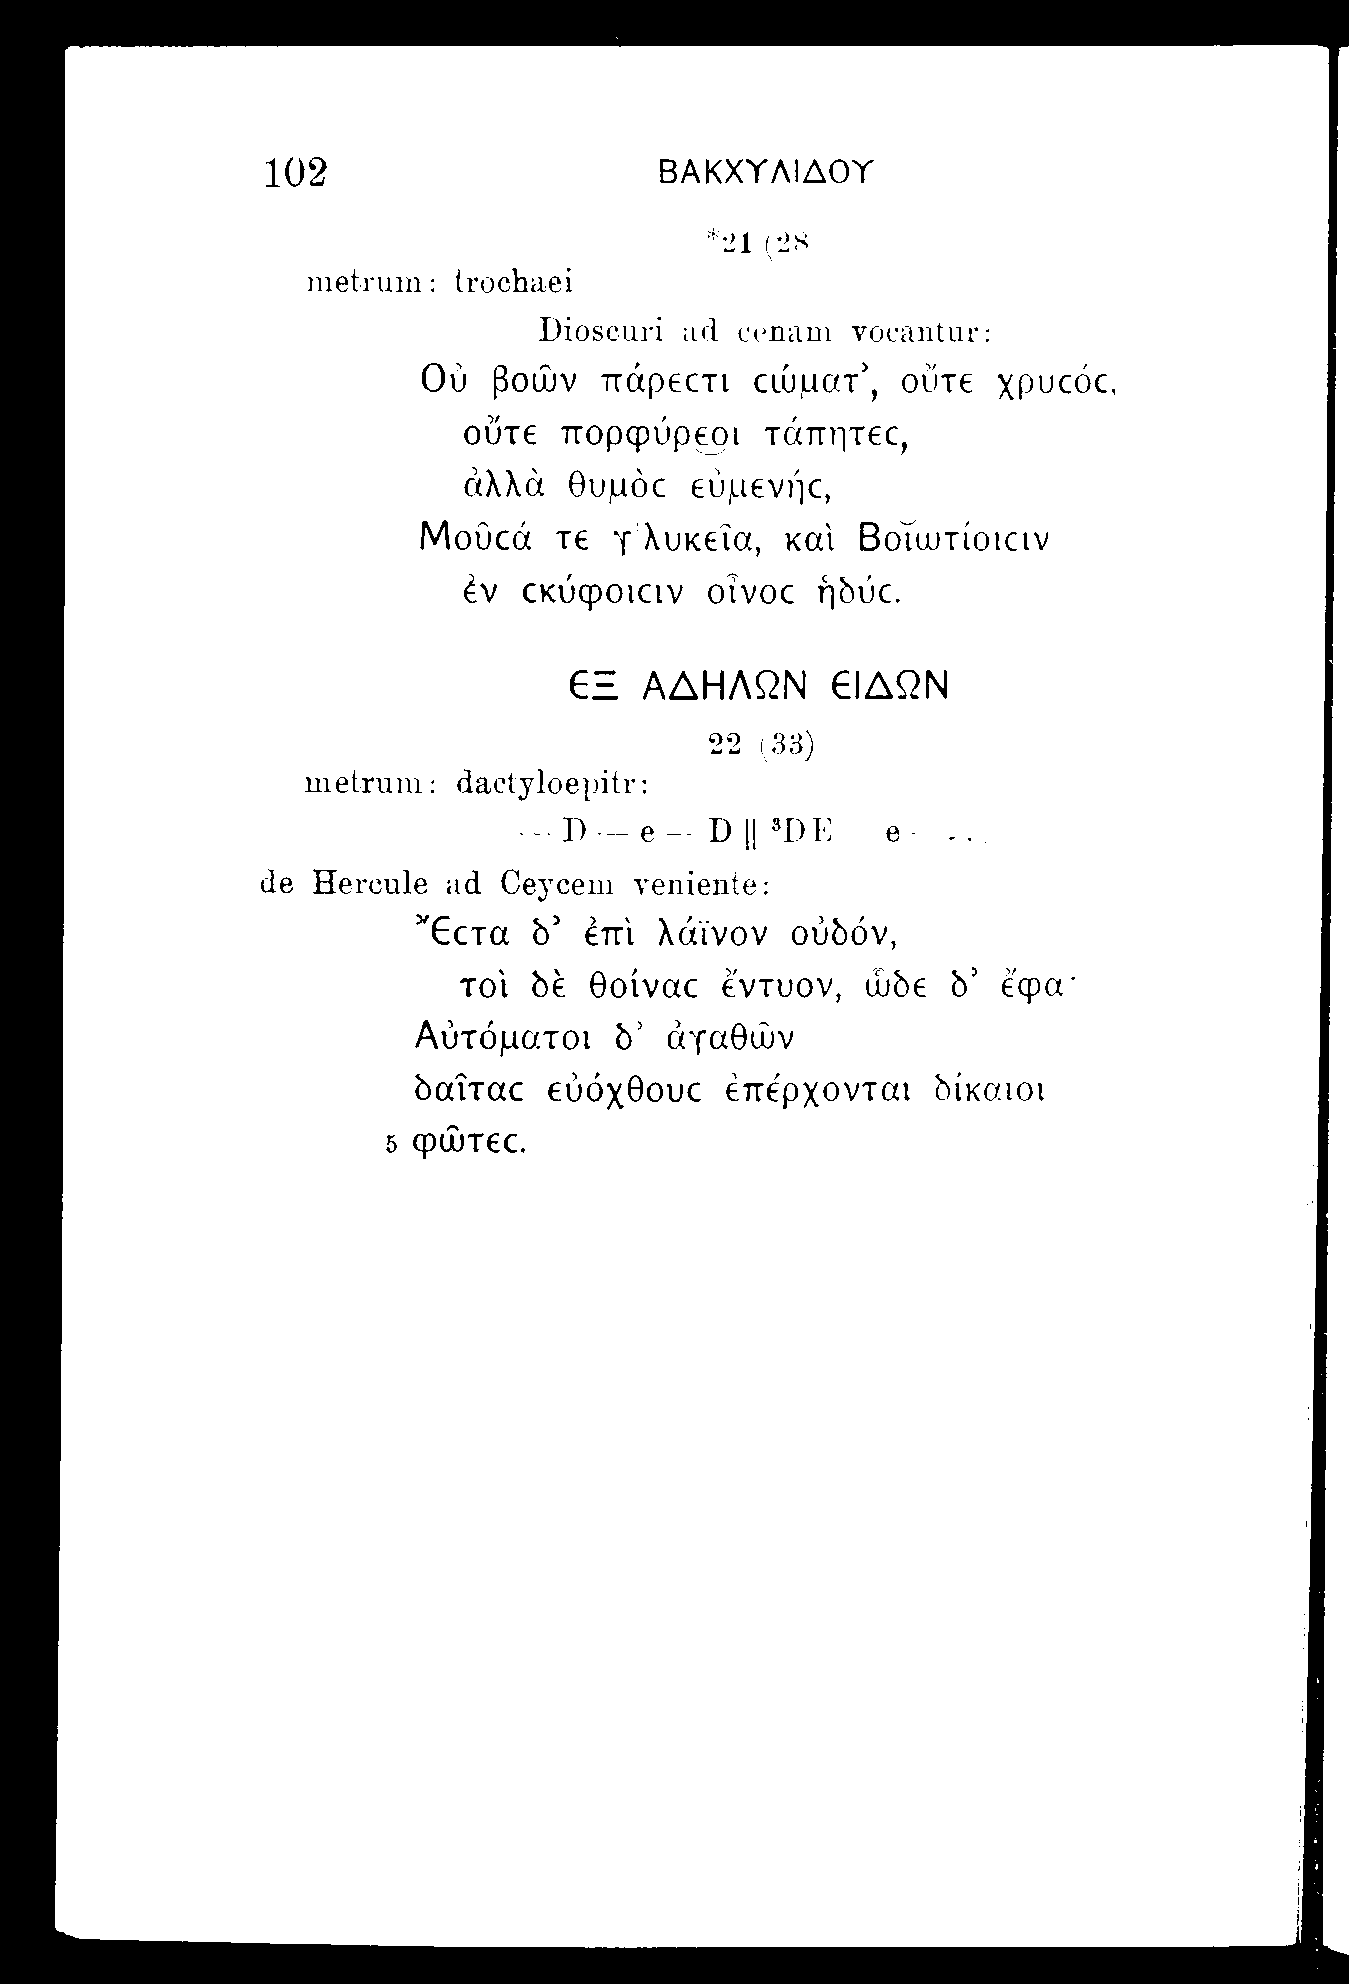 102 ΒΑΚΧΥΛΙΔΟΥ
*21 (28
metrum: trochaei
Dioscuri ad cenam vocantur:
Οὐ βοῶν πάρεϲτι ϲώματ’, οὔτε χρυϲόϲ,
οὔτε πορφύρε͜οι τάπητεϲ,
ἀλλὰ θυμὸϲ εὐμενήϲ,
Μοῦϲά τε γλυκεῖα, καὶ Βοιωτίοιϲιν
ἐν ϲκύφοιϲιν οἶνοϲ ἡδύϲ.
ΕΞ ΑΔΗΛΩΝ ΕΙΔΩΝ
22 (33)
metrum: dactyloepitr:
— D — e — D || ³D E e - ...
de Hercule ad Ceycem veniente:
Ἔϲτα δ’ ἐπὶ λάϊνον οὐδόν,
τοὶ δὲ θοίναϲ ἔντυον, ὧδε δ’ ἔφα·
Αὐτόματοι δ’ ἀγαθῶν
δαῖταϲ εὐόχθουϲ ἐπέρχονται δίκαιοι
5 φῶτεϲ.